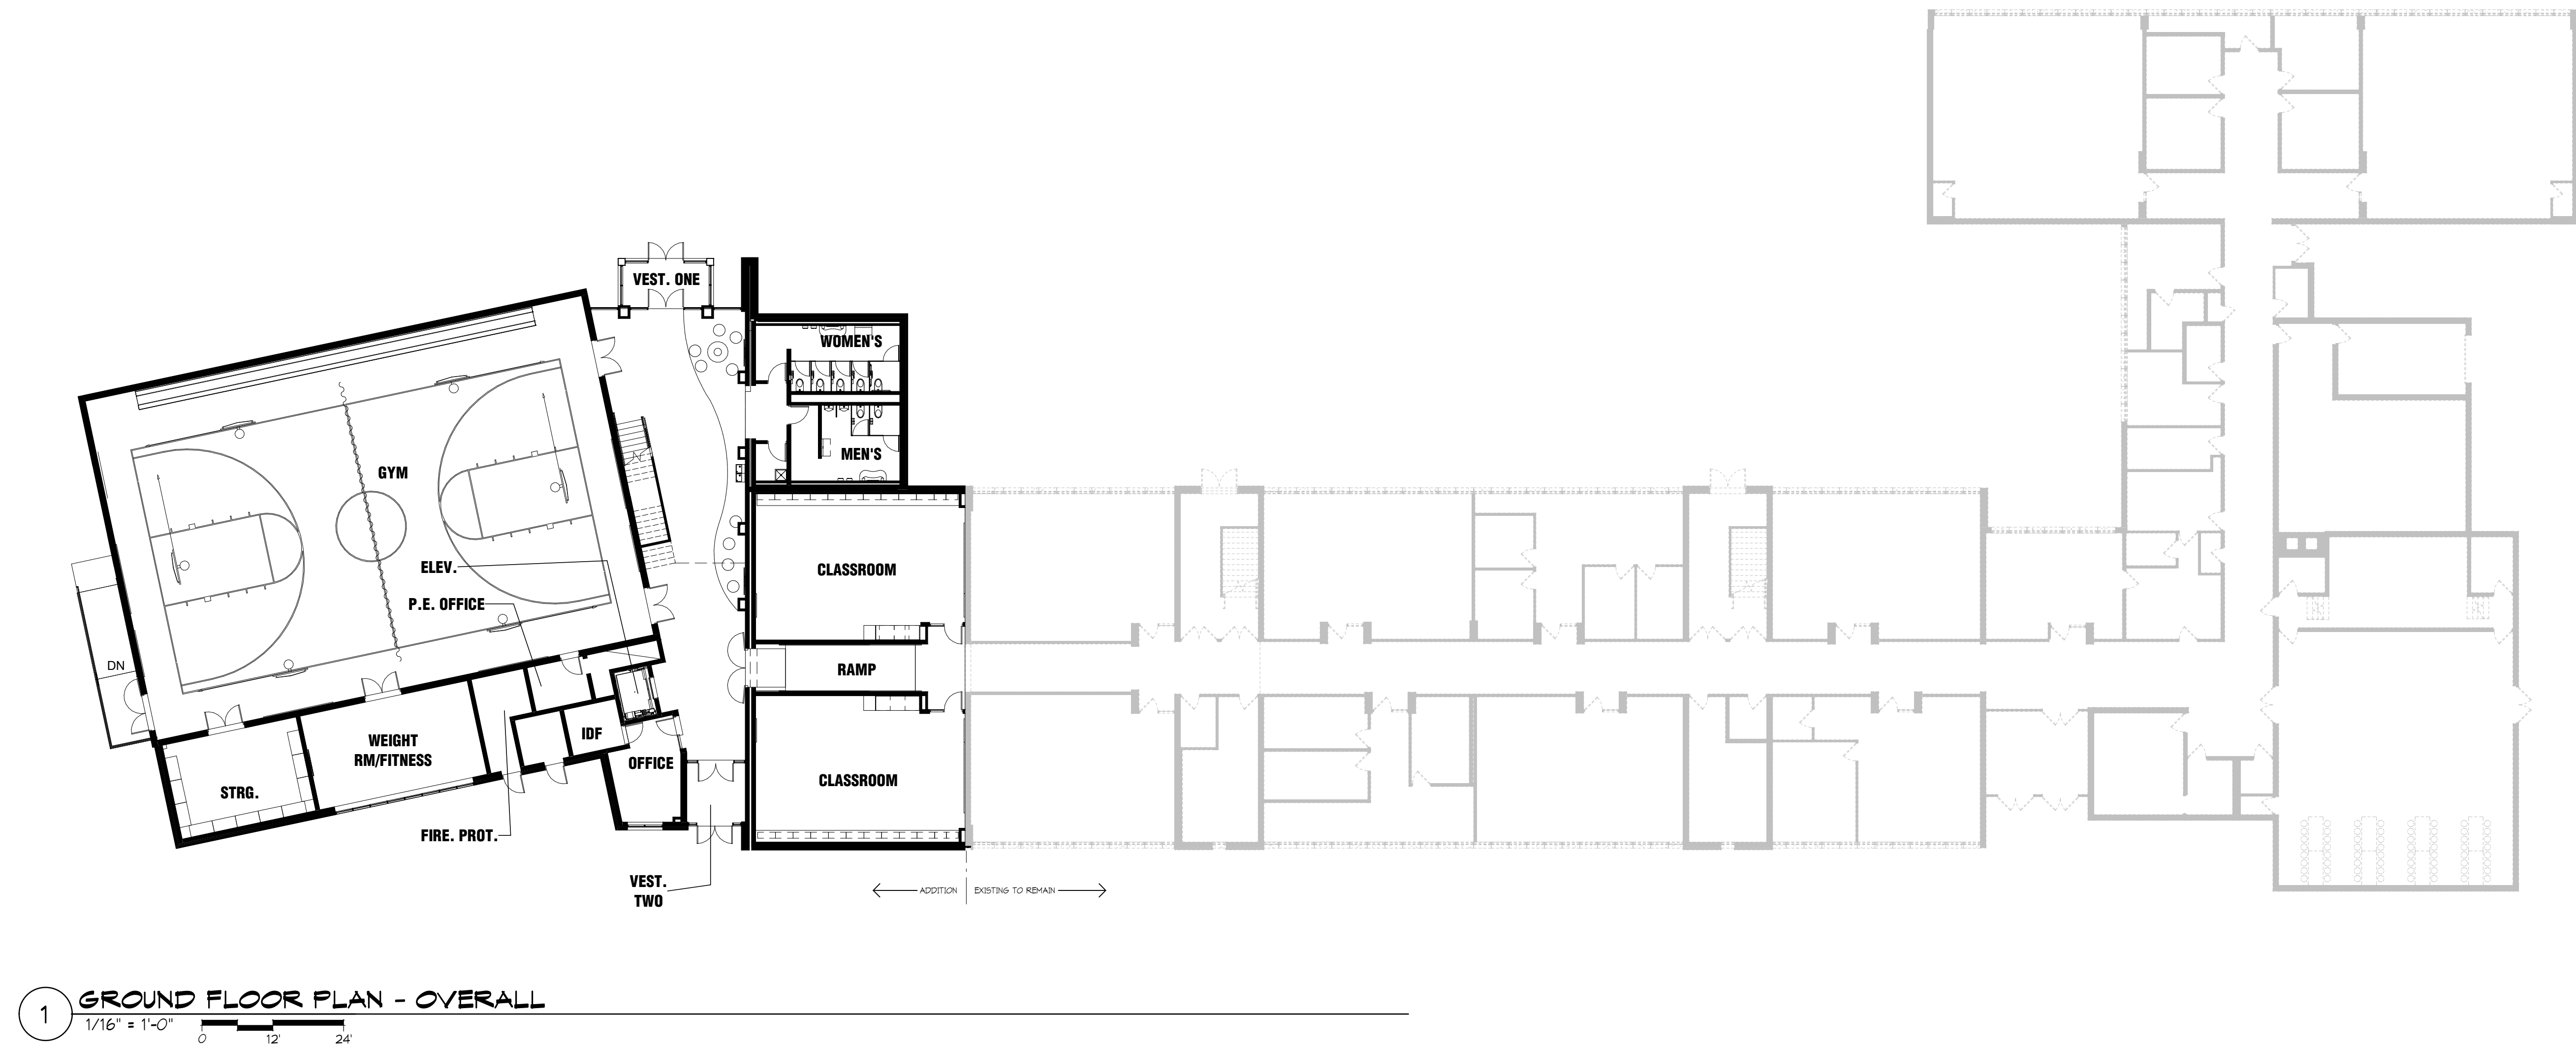 VEST. ONE
WOMEN'S
MEN'S
GYM
ELEV.
CLASSROOM
P.E. OFFICE
DN
RAMP
IDF
WEIGHT
RM/FITNESS
OFFICE
CLASSROOM
STRG.
FIRE. PROT.
VEST.
TWO
ADDITION
EXISTING TO REMAIN
1
GROUND FLOOR PLAN - OVERALL
1/16" = 1'-0"
0 12' 24'